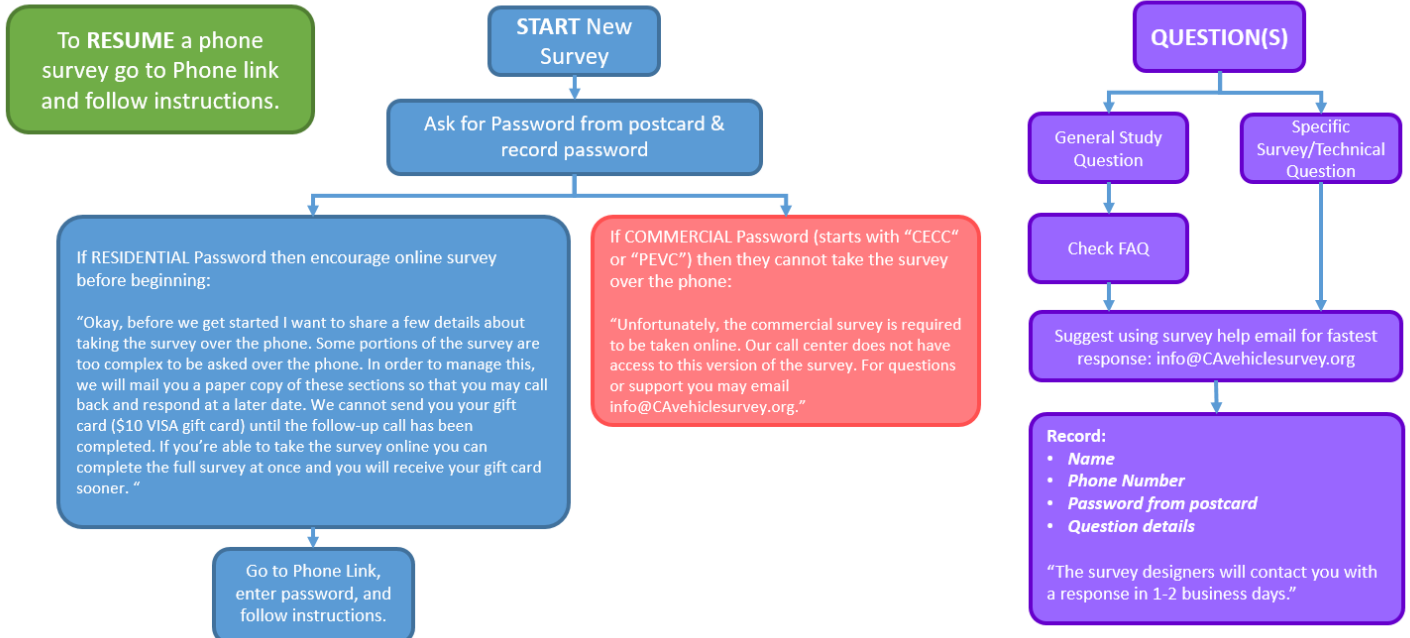 To RESUME a phone
survey go to Phone link
and follow instructions.
START New
Survey
Ask for Password from postcard &
record password
If RESIDENTIAL Password then encourage online survey
before beginning:
“Okay, before we get started I want to share a few details about
taking the survey over the phone. Some portions of the survey are
too complex to be asked over the phone. In order to manage this,
we will mail you a paper copy of these sections so that you may call
back and respond at a later date. We cannot send you your gift
card ($10 VISA gift card) until the follow-up call has been
completed. If you’re able to take the survey online you can
complete the full survey at once and you will receive your gift card
sooner. “
Go to Phone Link,
enter password, and
follow instructions.
If COMMERCIAL Password (starts with “CECC“
or “PEVC”) then they cannot take the survey
over the phone:
“Unfortunately, the commercial survey is required
to be taken online. Our call center does not have
access to this version of the survey. For questions
or support you may email
info@CAvehiclesurvey.org.”
QUESTION(S)
General Study
Question
Specific
Survey/Technical
Question
Check FAQ
Suggest using survey help email for fastest
response: info@CAvehiclesurvey.org
Record:
• Name
• Phone Number
• Password from postcard
• Question details
“The survey designers will contact you with
a response in 1-2 business days.”